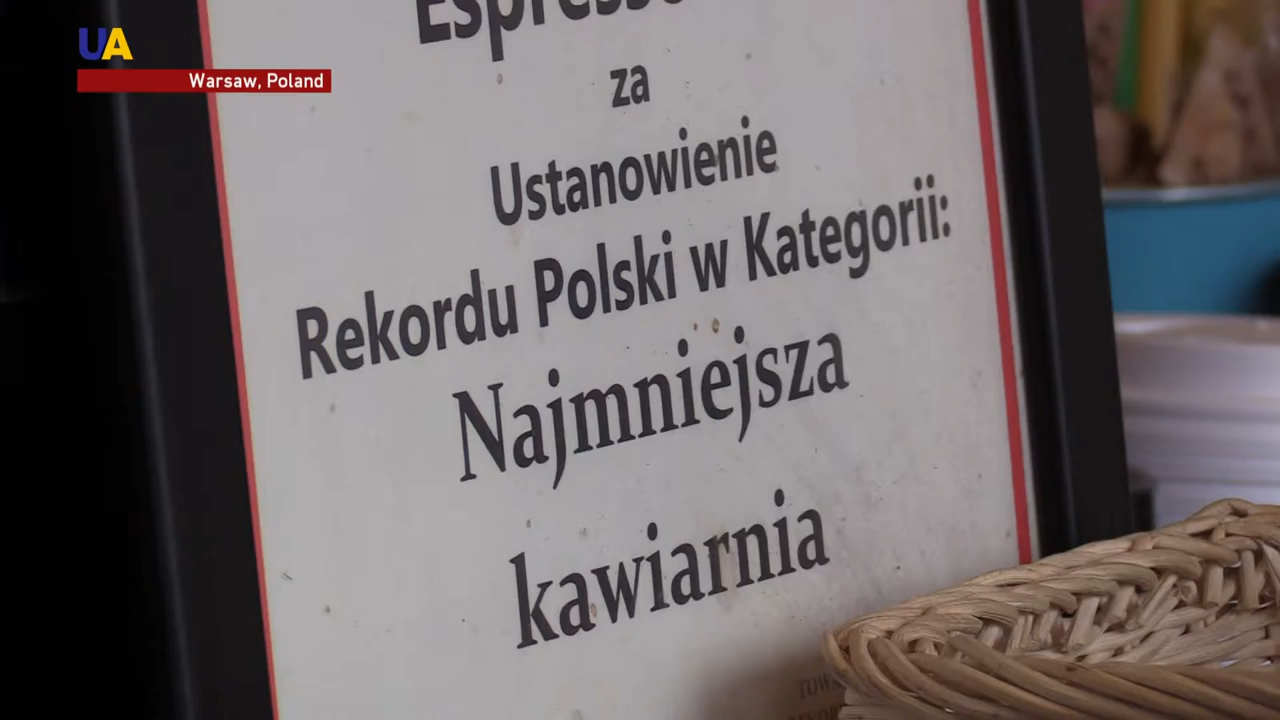 UA
Warsaw, Poland
za
Ustanowienie
Rekordu Polski w Kategorii:
Najmniejsza
kawiarnia